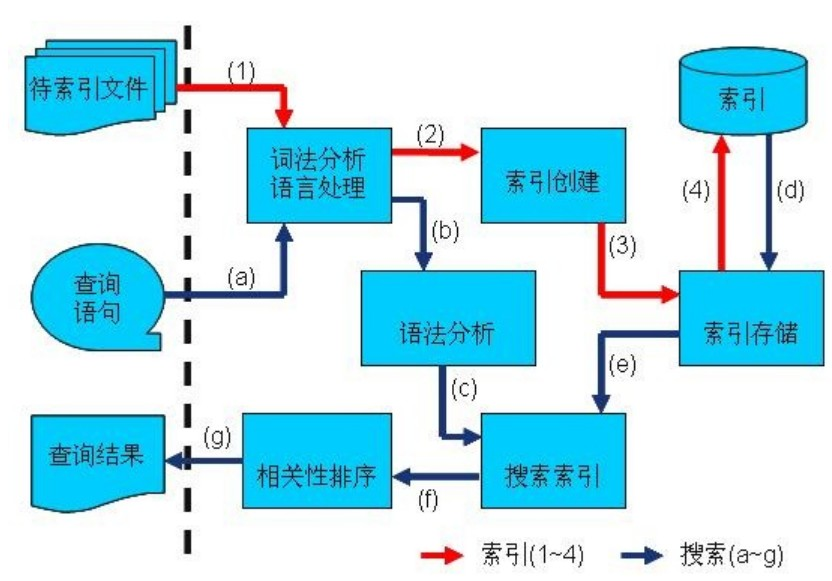 待索引文件
(1)
词法分析
语言处理
(2)
索引创建
索引
(4)
(d)
(3)
(b)
查询
语句
(a)
语法分析
索引存储
(e)
(c)
查询结果
(g)
相关性排序
(f)
搜索索引
索引(1~4)
搜索(a~g)